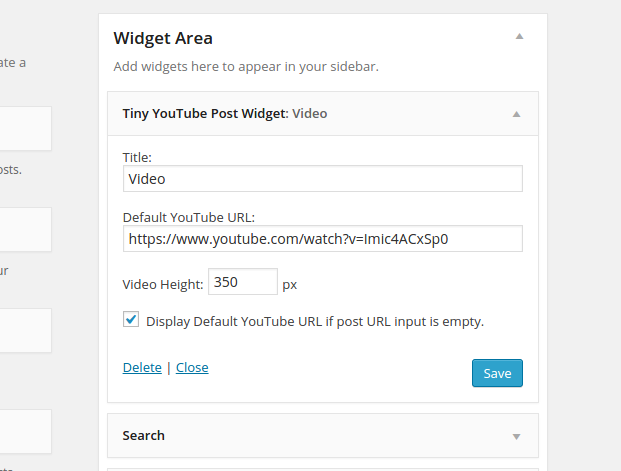 Widget Area
Add widgets here to appear in your sidebar.
Tiny YouTube Post Widget: Video
Title:
Video
Default YouTube URL:
https://www.youtube.com/watch?v=Imic4ACxSp0
Video Height: 350 px
Display Default YouTube URL if post URL input is empty.
Delete | Close
Save
Search
ate a
osts.
ur